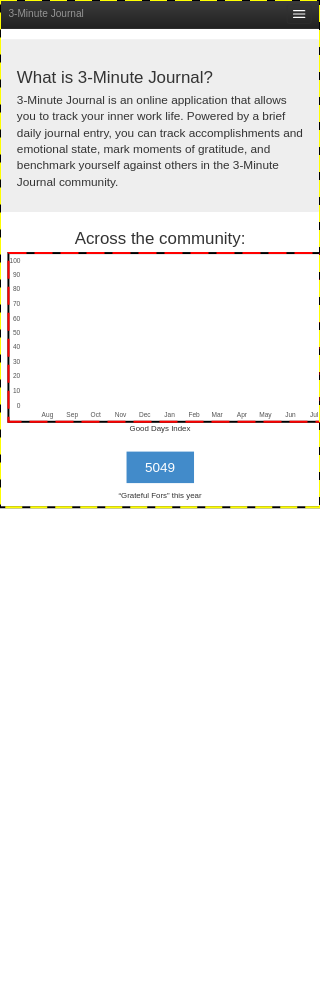 3-Minute Journal
What is 3-Minute Journal?
3-Minute Journal is an online application that allows
you to track your inner work life. Powered by a brief
daily journal entry, you can track accomplishments and
emotional state, mark moments of gratitude, and
benchmark yourself against others in the 3-Minute
Journal community.
Across the community:
100
90
80
70
60
50
40
30
20
10
0
Aug Sep Oct Nov Dec Jan Feb Mar Apr May Jun Jul
Good Days Index
5049
“Grateful Fors” this year